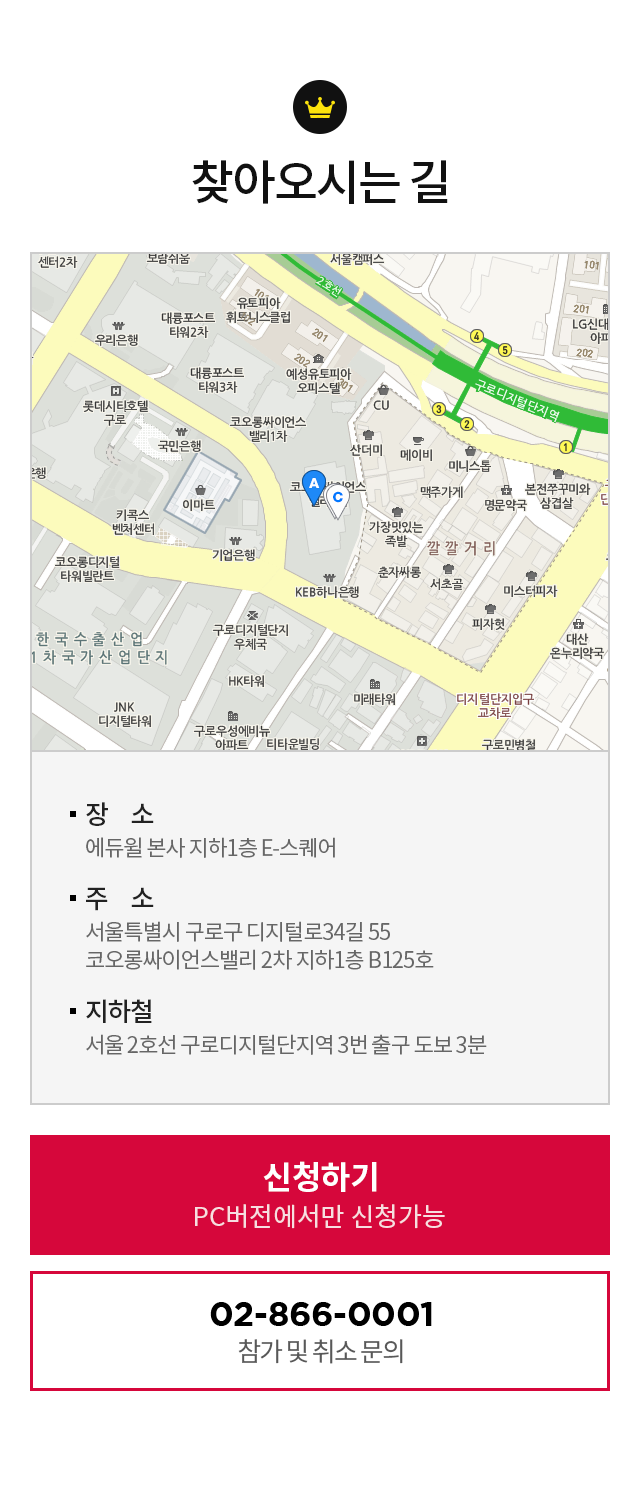 찾아오시는 길
센터2차
보람쉬움
서울캠퍼스
101
2호선
유토피아
휘트니스클럽
201
LG신대
대륭포스트
타워2차
우리은행
201
202
202
4
5
대륭포스트
타워3차
예성유토피아
오피스텔
구로디지털단지역
CU
롯데시티호텔
구로
코오롱싸이언스
밸리1차
3
2
1
국민은행
산더미
메이비
미니스톱
은행
이마트
A
C
맥주가게
명문약국
본전쭈꾸미와
삼겹살
키콕스
벤처센터
가장맛있는
족발
깔깔거리
기업은행
코오롱디지털
타워빌란트
춘자싸롱
서초골
KEB하나은행
미스터피자
피자헛
한국수출산업
1차국가산업단지
구로디지털단지
우체국
대산
온누리약국
HK타워
미래타워
디지털단지입구
교차로
JNK
디지털타워
구로우성에비뉴
아파트
티티운빌딩
구로민병철
장 소
에듀윌 본사 지하1층 E-스퀘어
주 소
서울특별시 구로구 디지털로34길 55
코오롱싸이언스밸리 2차 지하1층 B125호
지하철
서울 2호선 구로디지털단지역 3번 출구 도보 3분
신청하기
PC버전에서만 신청가능
02-866-0001
참가 및 취소 문의